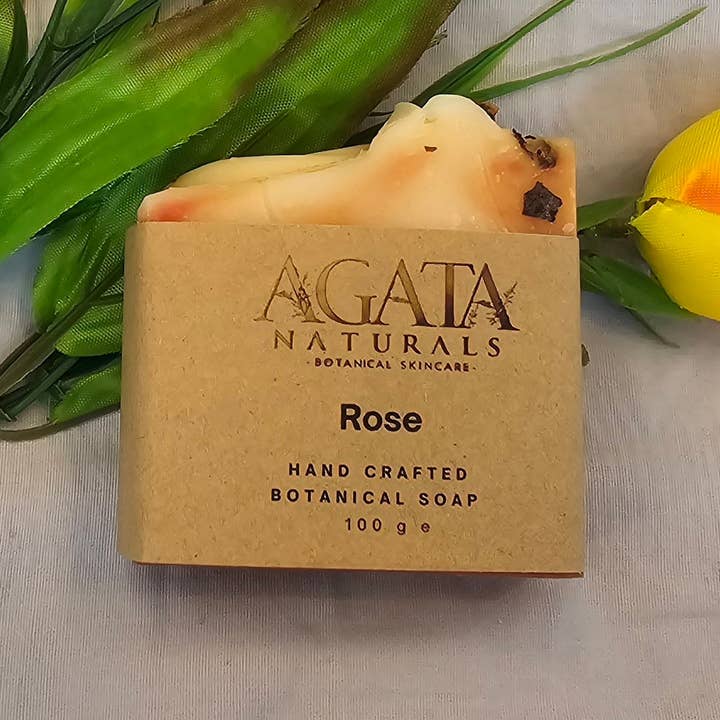 AGATA
NATURALS
- BOTANICAL SKINCARE -
Rose
HAND CRAFTED
BOTANICAL SOAP
100 g e